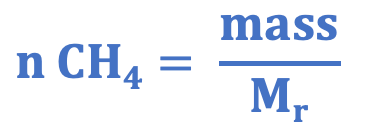 n CH₄ = mass / Mᵣ